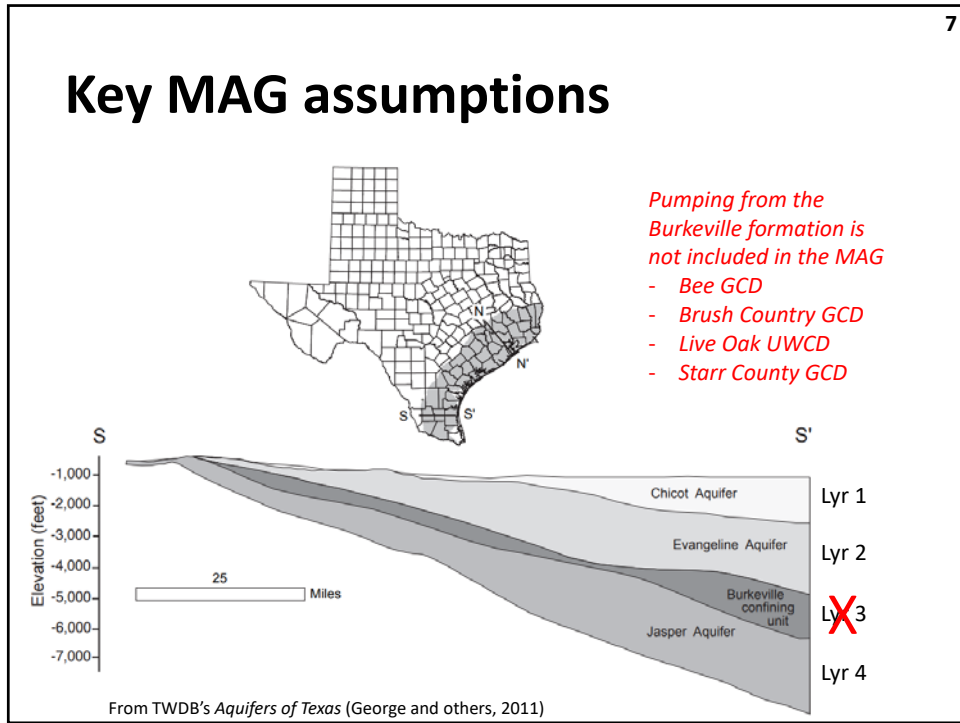 7
Key MAG assumptions
Pumping from the
Burkeville formation is
not included in the MAG
- Bee GCD
- Brush Country GCD
- Live Oak UWCD
- Starr County GCD
N
N'
S
S'
S
S'
Elevation (feet)
-1,000
-2,000
-3,000
-4,000
-5,000
-6,000
-7,000
25
Miles
Chicot Aquifer
Evangeline Aquifer
Burkeville
confining
unit
Jasper Aquifer
Lyr 1
Lyr 2
Lyr 3
X
Lyr 4
From TWDB's Aquifers of Texas (George and others, 2011)